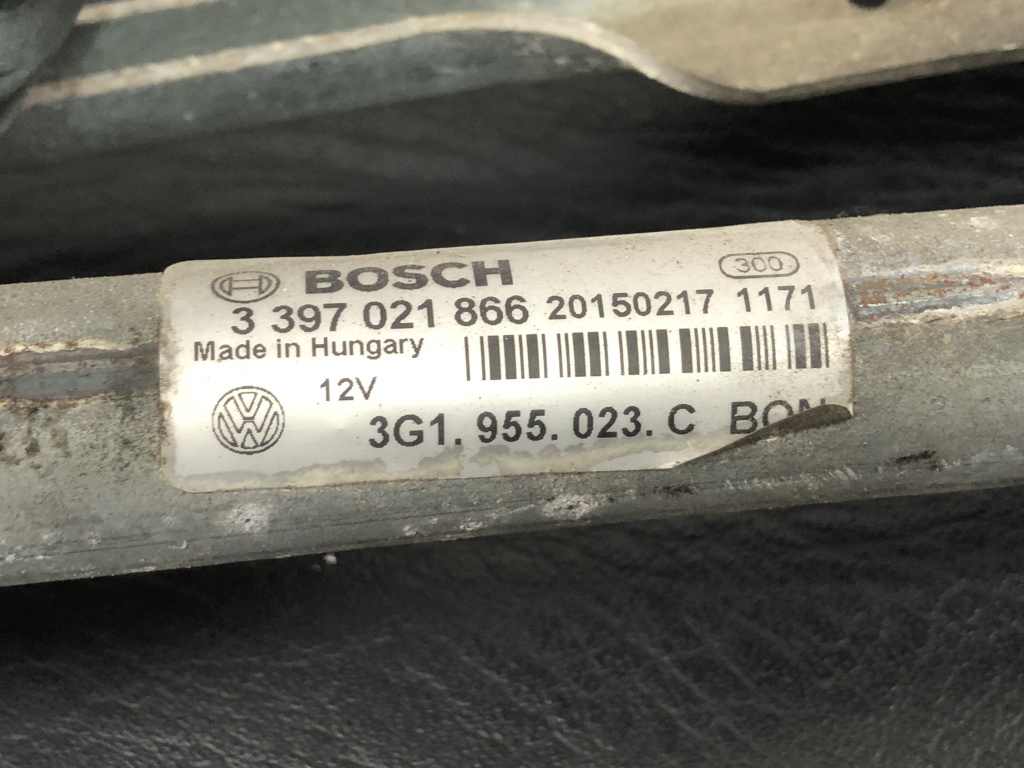 BOSCH 300
3 397 021 866 20150217 1171
Made in Hungary
12V
3G1. 955. 023. C